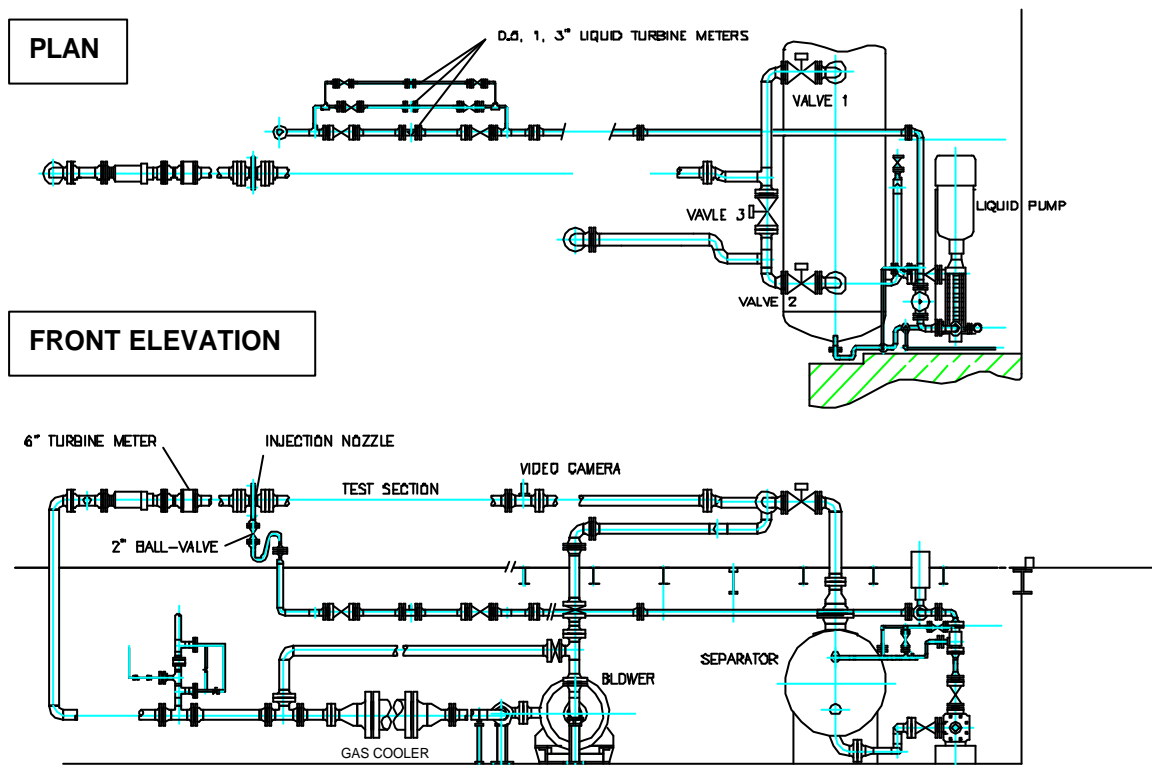 PLAN
0.5, 1, 3" LIQUID TURBINE METERS
VALVE 1
VAVLE 3
LIQUID PUMP
VALVE 2
FRONT ELEVATION
6" TURBINE METER
INJECTION NOZZLE
VIDEO CAMERA
TEST SECTION
2" BALL-VALVE
SEPARATOR
BLOWER
GAS COOLER